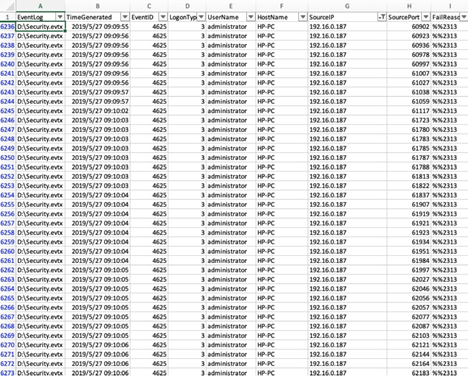 A B C D E F G H I
1 EventLog TimeGenerated EventID LogonTyp UserName HostName SourceIP SourcePort FailReaso
6236 D:\Security.evtx 2019/5/27 09:09:55 4625 3 administrator HP-PC 192.16.0.187 60902 %%2313
6237 D:\Security.evtx 2019/5/27 09:09:56 4625 3 administrator HP-PC 192.16.0.187 60923 %%2313
6238 D:\Security.evtx 2019/5/27 09:09:56 4625 3 administrator HP-PC 192.16.0.187 60936 %%2313
6239 D:\Security.evtx 2019/5/27 09:09:56 4625 3 administrator HP-PC 192.16.0.187 60978 %%2313
6240 D:\Security.evtx 2019/5/27 09:09:56 4625 3 administrator HP-PC 192.16.0.187 60997 %%2313
6241 D:\Security.evtx 2019/5/27 09:09:56 4625 3 administrator HP-PC 192.16.0.187 61007 %%2313
6242 D:\Security.evtx 2019/5/27 09:09:56 4625 3 administrator HP-PC 192.16.0.187 61027 %%2313
6243 D:\Security.evtx 2019/5/27 09:09:57 4625 3 administrator HP-PC 192.16.0.187 61038 %%2313
6244 D:\Security.evtx 2019/5/27 09:09:57 4625 3 administrator HP-PC 192.16.0.187 61059 %%2313
6245 D:\Security.evtx 2019/5/27 09:10:02 4625 3 administrator HP-PC 192.16.0.187 61117 %%2313
6246 D:\Security.evtx 2019/5/27 09:10:03 4625 3 administrator HP-PC 192.16.0.187 61723 %%2313
6247 D:\Security.evtx 2019/5/27 09:10:03 4625 3 administrator HP-PC 192.16.0.187 61780 %%2313
6248 D:\Security.evtx 2019/5/27 09:10:03 4625 3 administrator HP-PC 192.16.0.187 61783 %%2313
6249 D:\Security.evtx 2019/5/27 09:10:03 4625 3 administrator HP-PC 192.16.0.187 61785 %%2313
6250 D:\Security.evtx 2019/5/27 09:10:03 4625 3 administrator HP-PC 192.16.0.187 61787 %%2313
6251 D:\Security.evtx 2019/5/27 09:10:03 4625 3 administrator HP-PC 192.16.0.187 61788 %%2313
6252 D:\Security.evtx 2019/5/27 09:10:03 4625 3 administrator HP-PC 192.16.0.187 61813 %%2313
6253 D:\Security.evtx 2019/5/27 09:10:03 4625 3 administrator HP-PC 192.16.0.187 61822 %%2313
6254 D:\Security.evtx 2019/5/27 09:10:04 4625 3 administrator HP-PC 192.16.0.187 61837 %%2313
6255 D:\Security.evtx 2019/5/27 09:10:04 4625 3 administrator HP-PC 192.16.0.187 61907 %%2313
6256 D:\Security.evtx 2019/5/27 09:10:04 4625 3 administrator HP-PC 192.16.0.187 61919 %%2313
6257 D:\Security.evtx 2019/5/27 09:10:04 4625 3 administrator HP-PC 192.16.0.187 61921 %%2313
6258 D:\Security.evtx 2019/5/27 09:10:04 4625 3 administrator HP-PC 192.16.0.187 61923 %%2313
6259 D:\Security.evtx 2019/5/27 09:10:04 4625 3 administrator HP-PC 192.16.0.187 61934 %%2313
6260 D:\Security.evtx 2019/5/27 09:10:04 4625 3 administrator HP-PC 192.16.0.187 61951 %%2313
6261 D:\Security.evtx 2019/5/27 09:10:04 4625 3 administrator HP-PC 192.16.0.187 61984 %%2313
6262 D:\Security.evtx 2019/5/27 09:10:05 4625 3 administrator HP-PC 192.16.0.187 61997 %%2313
6263 D:\Security.evtx 2019/5/27 09:10:05 4625 3 administrator HP-PC 192.16.0.187 62027 %%2313
6264 D:\Security.evtx 2019/5/27 09:10:05 4625 3 administrator HP-PC 192.16.0.187 62046 %%2313
6265 D:\Security.evtx 2019/5/27 09:10:05 4625 3 administrator HP-PC 192.16.0.187 62056 %%2313
6266 D:\Security.evtx 2019/5/27 09:10:05 4625 3 administrator HP-PC 192.16.0.187 62057 %%2313
6267 D:\Security.evtx 2019/5/27 09:10:05 4625 3 administrator HP-PC 192.16.0.187 62077 %%2313
6268 D:\Security.evtx 2019/5/27 09:10:05 4625 3 administrator HP-PC 192.16.0.187 62087 %%2313
6269 D:\Security.evtx 2019/5/27 09:10:05 4625 3 administrator HP-PC 192.16.0.187 62103 %%2313
6270 D:\Security.evtx 2019/5/27 09:10:06 4625 3 administrator HP-PC 192.16.0.187 62121 %%2313
6271 D:\Security.evtx 2019/5/27 09:10:06 4625 3 administrator HP-PC 192.16.0.187 62144 %%2313
6272 D:\Security.evtx 2019/5/27 09:10:06 4625 3 administrator HP-PC 192.16.0.187 62164 %%2313
6273 D:\Security.evtx 2019/5/27 09:10:06 4625 3 administrator HP-PC 192.16.0.187 62183 %%2313